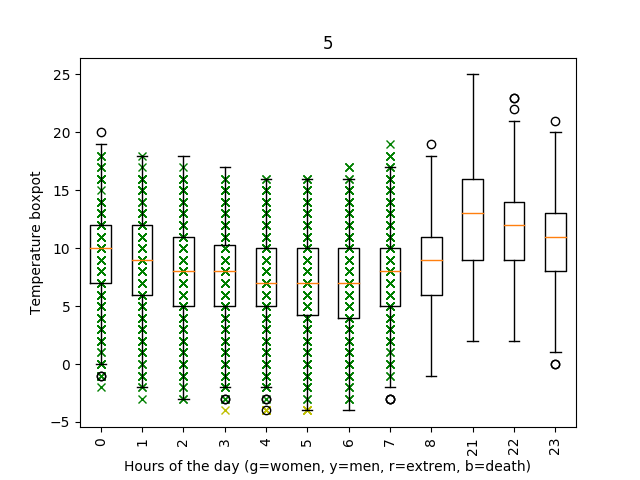 5
Temperature boxpot
25
20
15
10
5
0
−5
0 1 2 3 4 5 6 7 8 21 22 23
Hours of the day (g=women, y=men, r=extrem, b=death)